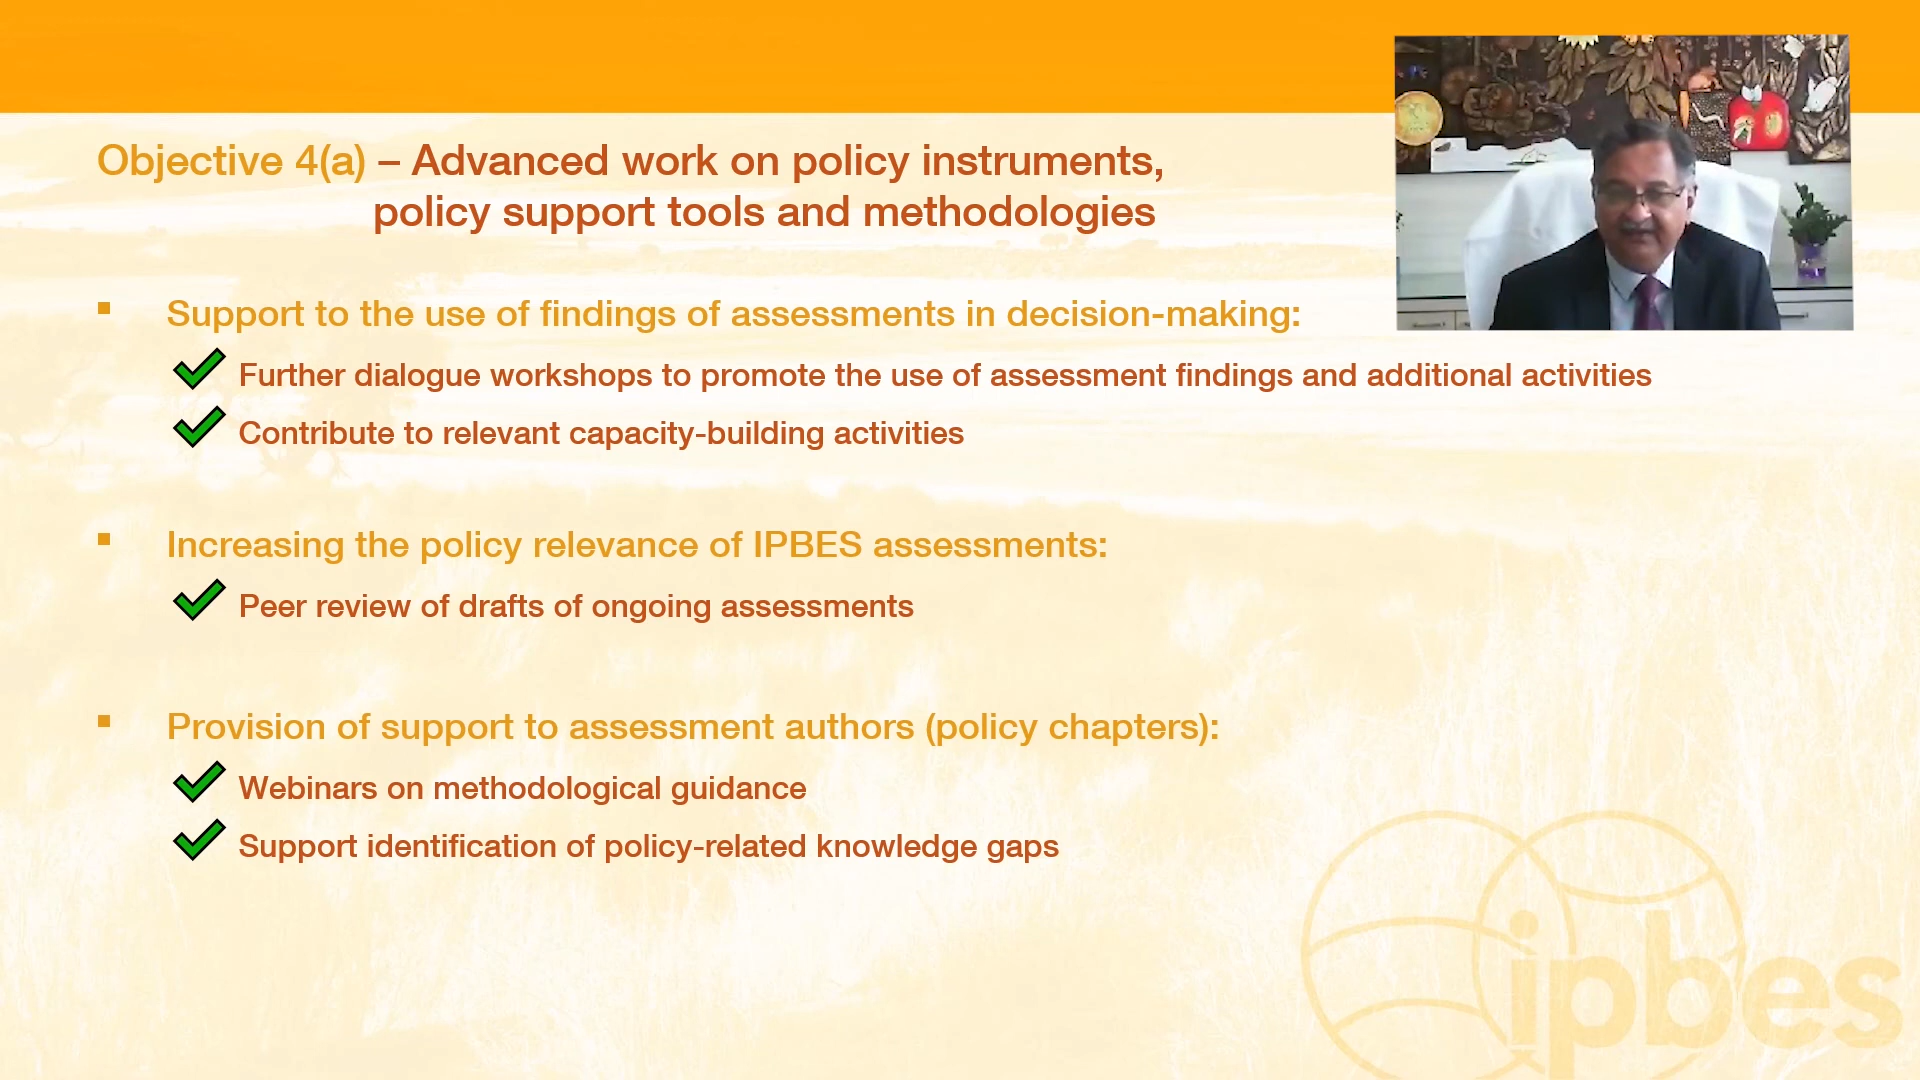 Objective 4(a) – Advanced work on policy instruments,
policy support tools and methodologies
Support to the use of findings of assessments in decision-making:
Further dialogue workshops to promote the use of assessment findings and additional activities
Contribute to relevant capacity-building activities
Increasing the policy relevance of IPBES assessments:
Peer review of drafts of ongoing assessments
Provision of support to assessment authors (policy chapters):
Webinars on methodological guidance
Support identification of policy-related knowledge gaps
ipbes